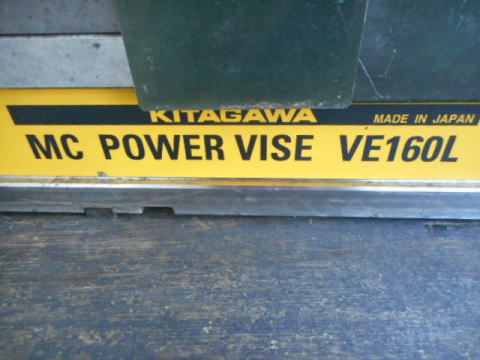 KITAGAWA MADE IN JAPAN
MC POWER VISE VE160L